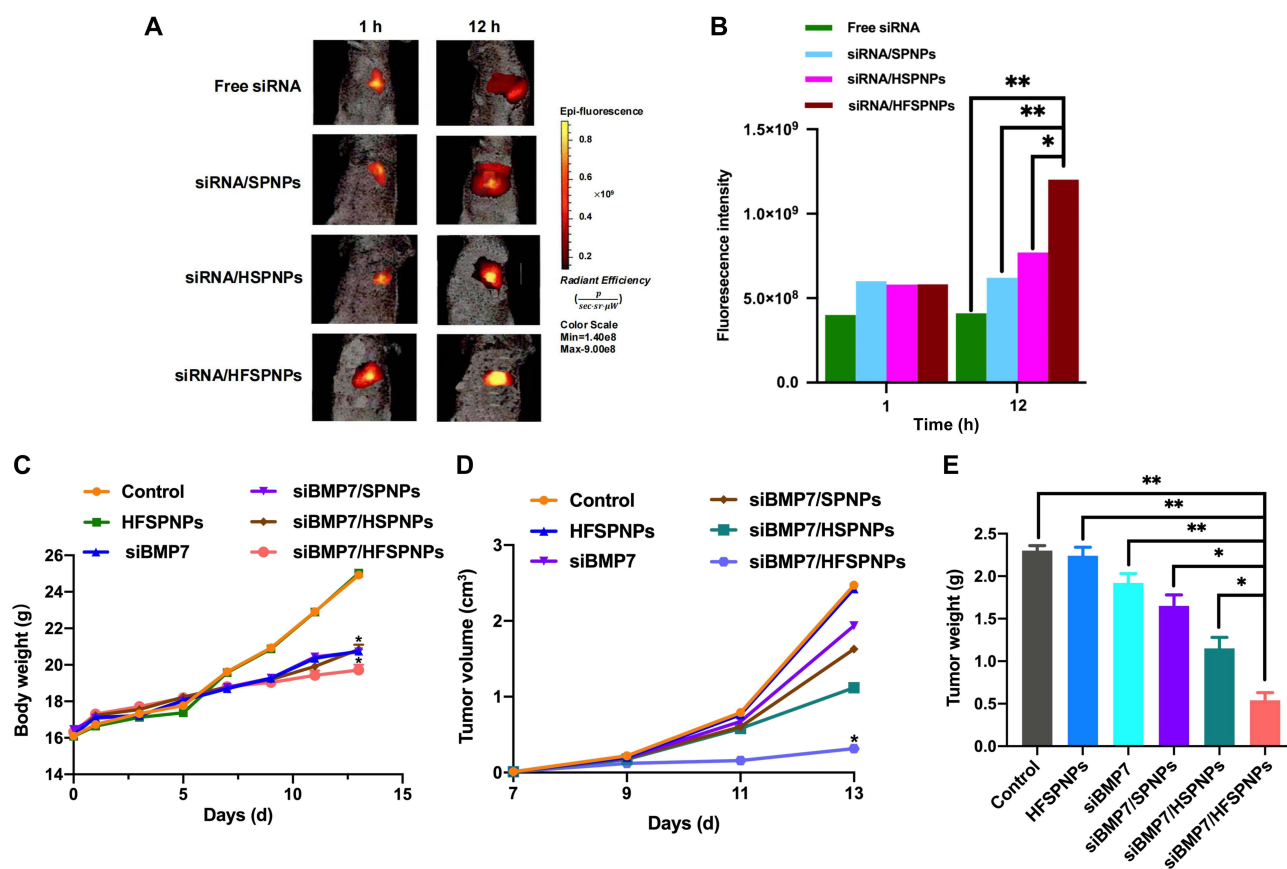 A
1 h
12 h
Free siRNA
siRNA/SPNPs
siRNA/HSPNPs
siRNA/HFSPNPs
Epi-fluorescence
0.8
0.6
×10⁹
0.4
0.2
Radiant Efficiency
(p/sec·sr·μW)
Color Scale
Min=1.40e8
Max-9.00e8
B
Free siRNA
siRNA/SPNPs
siRNA/HSPNPs
siRNA/HFSPNPs
**
**
*
Fluoresecence intensity
1.5×10⁹
1.0×10⁹
5.0×10⁸
0.0
1
12
Time (h)
C
Control
HFSPNPs
siBMP7
siBMP7/SPNPs
siBMP7/HSPNPs
siBMP7/HFSPNPs
Body weight (g)
26
24
22
20
18
16
14
*
*
0
5
10
15
Days (d)
D
Control
HFSPNPs
siBMP7
siBMP7/SPNPs
siBMP7/HSPNPs
siBMP7/HFSPNPs
Tumor volume (cm³)
3
2
1
0
*
7
9
11
13
Days (d)
E
**
**
**
*
*
Tumor weight (g)
2.5
2.0
1.5
1.0
0.5
0.0
Control
HFSPNPs
siBMP7
siBMP7/SPNPs
siBMP7/HSPNPs
siBMP7/HFSPNPs